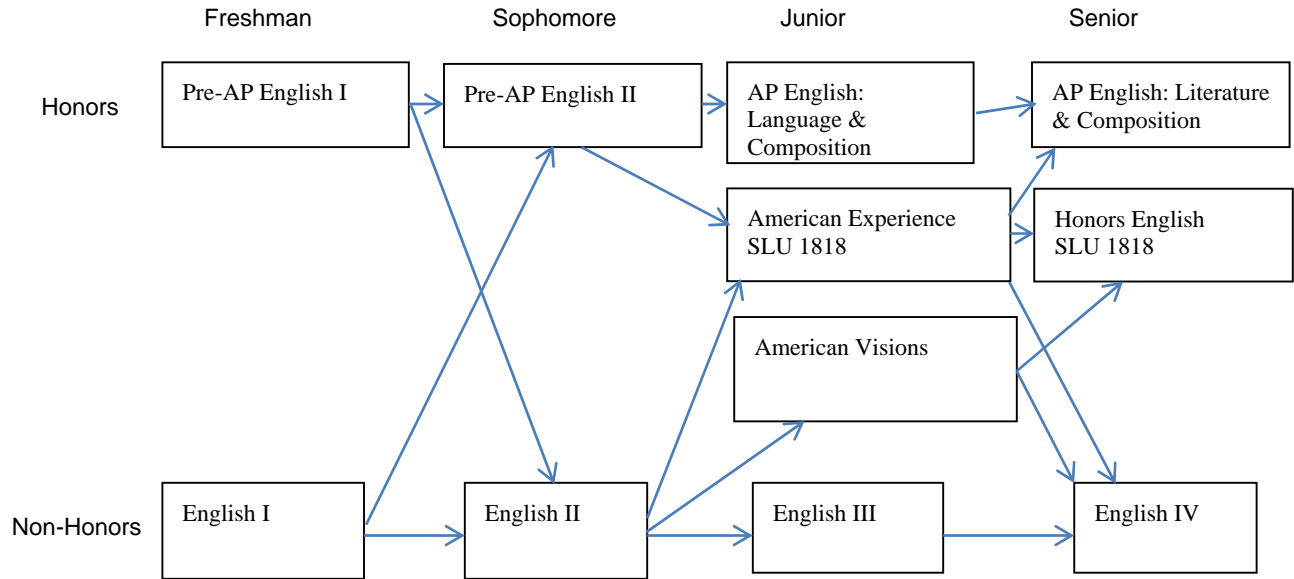 Freshman
Sophomore
Junior
Senior
Honors
Pre-AP English I
Pre-AP English II
AP English:
Language &
Composition
AP English: Literature
& Composition
American Experience
SLU 1818
Honors English
SLU 1818
American Visions
Non-Honors
English I
English II
English III
English IV